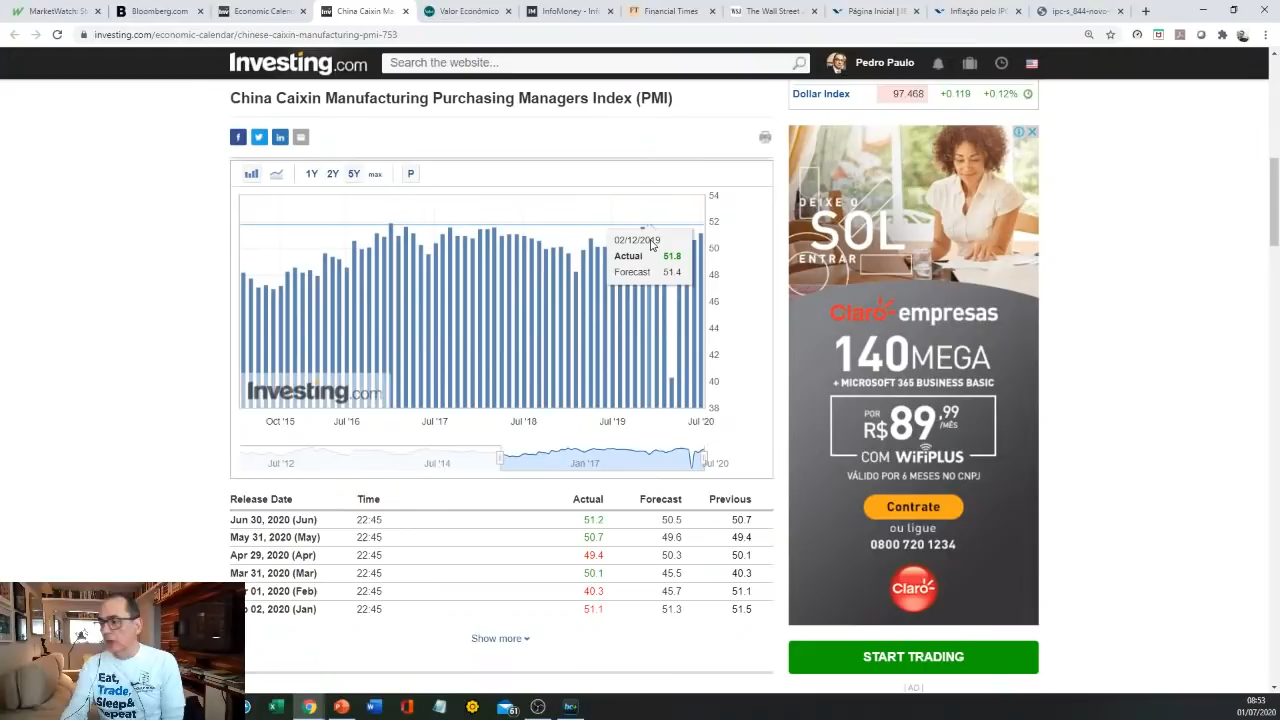 MarketWatch: St
Bloomberg.com
Economic Calen
China Caixin Ma
Valor Econômico
InfoMoney - Inf
Financial Times
The Wall Street
Página Inicial | II
Inflação pelo IPC
ipc-s_844-novo-
investing.com/economic-calendar/chinese-caixin-manufacturing-pmi-753
Investing.com
Search the website...
Pedro Paulo
China Caixin Manufacturing Purchasing Managers Index (PMI)
Dollar Index 97.468 +0.119 +0.12%
1Y 2Y 5Y max P
54
52
50
48
46
44
42
40
38
02/12/2019
Actual 51.8
Forecast 51.4
Investing.com
Oct '15 Jul '16 Jul '17 Jul '18 Jul '19 Jul '20
Jul '12 Jul '14 Jan '17 Jul '20
Release Date Time Actual Forecast Previous
Jun 30, 2020 (Jun) 22:45 51.2 50.5 50.7
May 31, 2020 (May) 22:45 50.7 49.6 49.4
Apr 29, 2020 (Apr) 22:45 49.4 50.3 50.1
Mar 31, 2020 (Mar) 22:45 50.1 45.5 40.3
01, 2020 (Feb) 22:45 40.3 45.7 51.1
02, 2020 (Jan) 22:45 51.1 51.3 51.5
Show more
DEIXE O
SOL
ENTRAR
Claro empresas
140MEGA
+ MICROSOFT 365 BUSINESS BASIC
POR
R$89,99
/MÊS
COM WiFiPLUS
VÁLIDO POR 6 MESES NO CNPJ
Contrate
ou ligue
0800 720 1234
Claro
START TRADING
[ AD ]
Eat,
Trade,
Sleep&
Repeat
61
08:53
01/07/2020